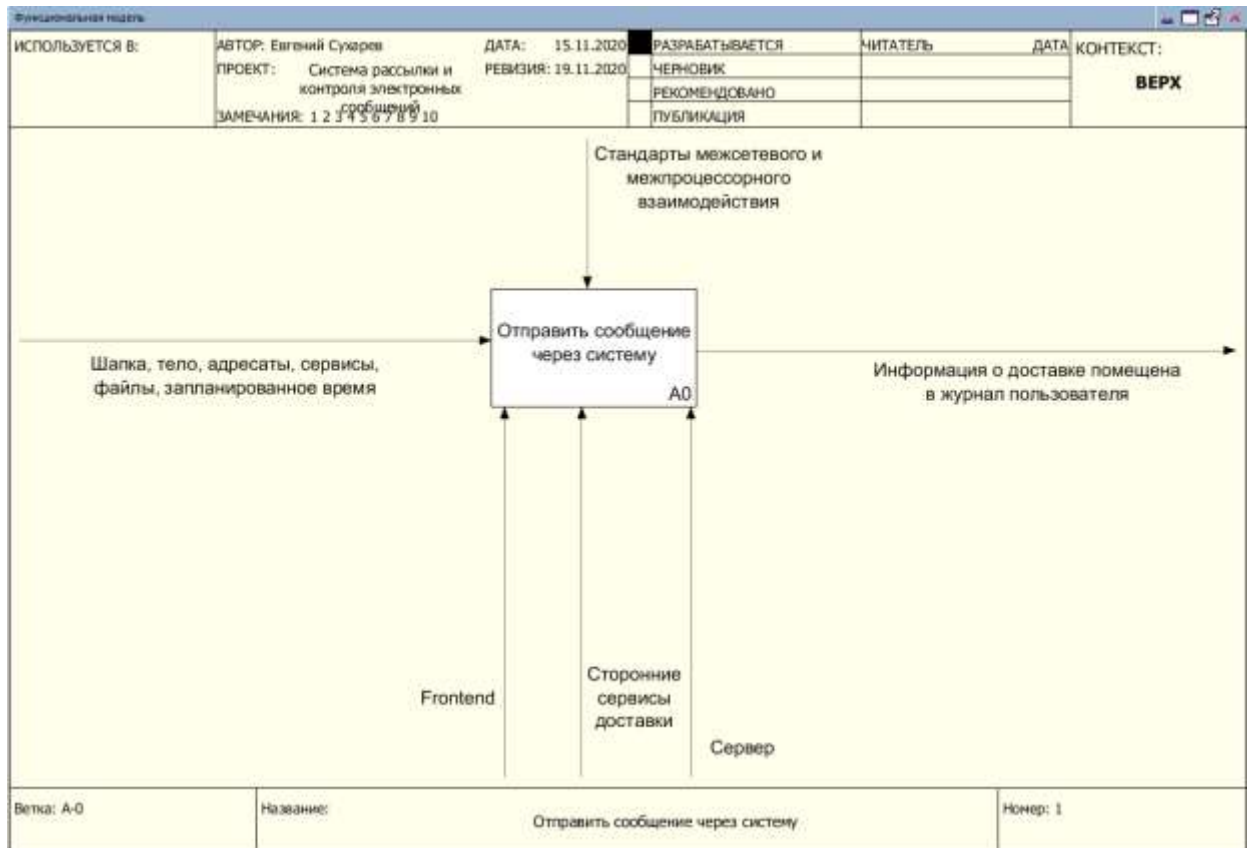 Функциональная модель
ИСПОЛЬЗУЕТСЯ В:
АВТОР: Евгений Сухарев
ДАТА: 15.11.2020
ПРОЕКТ: Система рассылки и
контроля электронных
сообщений
РЕВИЗИЯ: 19.11.2020
ЗАМЕЧАНИЯ: 1 2 3 4 5 6 7 8 9 10
РАЗРАБАТЫВАЕТСЯ
ЧЕРНОВИК
РЕКОМЕНДОВАНО
ПУБЛИКАЦИЯ
ЧИТАТЕЛЬ ДАТА
КОНТЕКСТ:
ВЕРХ
Стандарты межсетевого и
межпроцессорного
взаимодействия
Отправить сообщение
через систему
A0
Шапка, тело, адресаты, сервисы,
файлы, запланированное время
Информация о доставке помещена
в журнал пользователя
Frontend
Сторонние
сервисы
доставки
Сервер
Ветка: A-0
Название:
Отправить сообщение через систему
Номер: 1